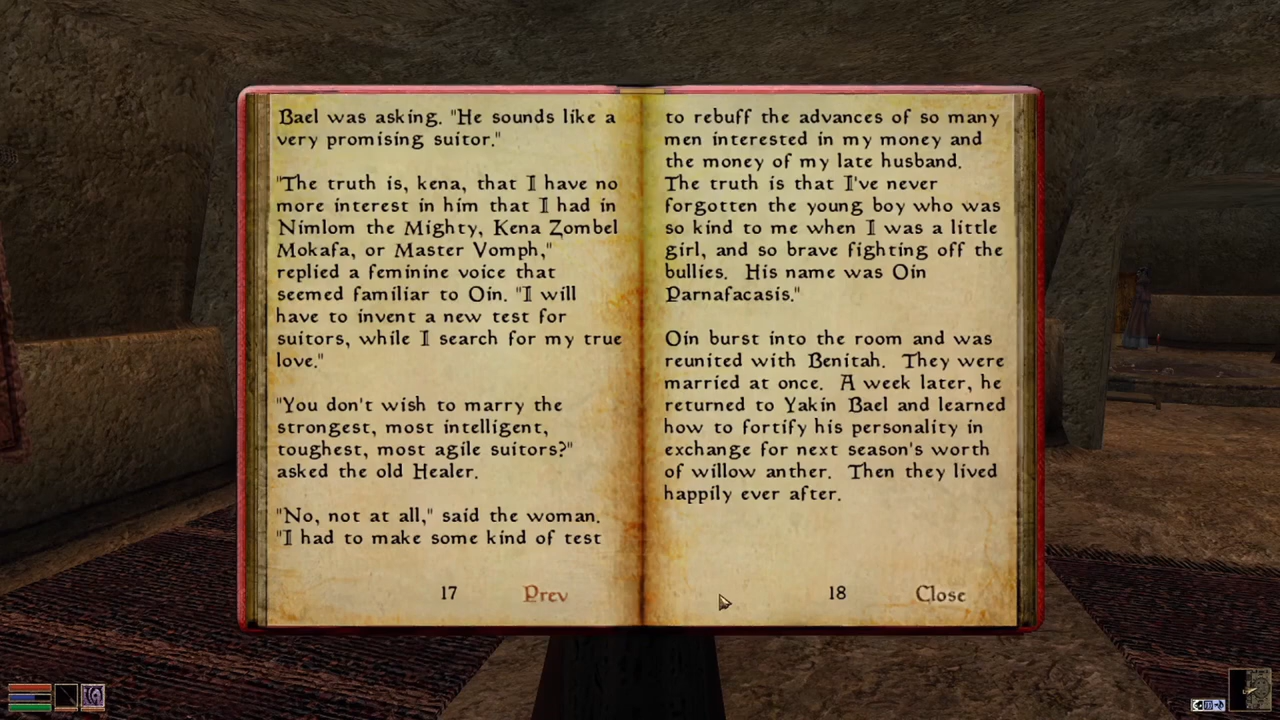 Bael was asking. "He sounds like a
very promising suitor."
"The truth is, kena, that I have no
more interest in him that I had in
Nimlom the Mighty, Kena Zombel
Mokafa, or Master Vomph,"
replied a feminine voice that
seemed familiar to Oin. "I will
have to invent a new test for
suitors, while I search for my true
love."
"You don't wish to marry the
strongest, most intelligent,
toughest, most agile suitors?"
asked the old Healer.
"No, not at all," said the woman.
"I had to make some kind of test
17
Prev
to rebuff the advances of so many
men interested in my money and
the money of my late husband.
The truth is that I've never
forgotten the young boy who was
so kind to me when I was a little
girl, and so brave fighting off the
bullies. His name was Oin
Parnafacasis."
Oin burst into the room and was
reunited with Benitah. They were
married at once. A week later, he
returned to Yakin Bael and learned
how to fortify his personality in
exchange for next season's worth
of willow anther. Then they lived
happily ever after.
18
Close